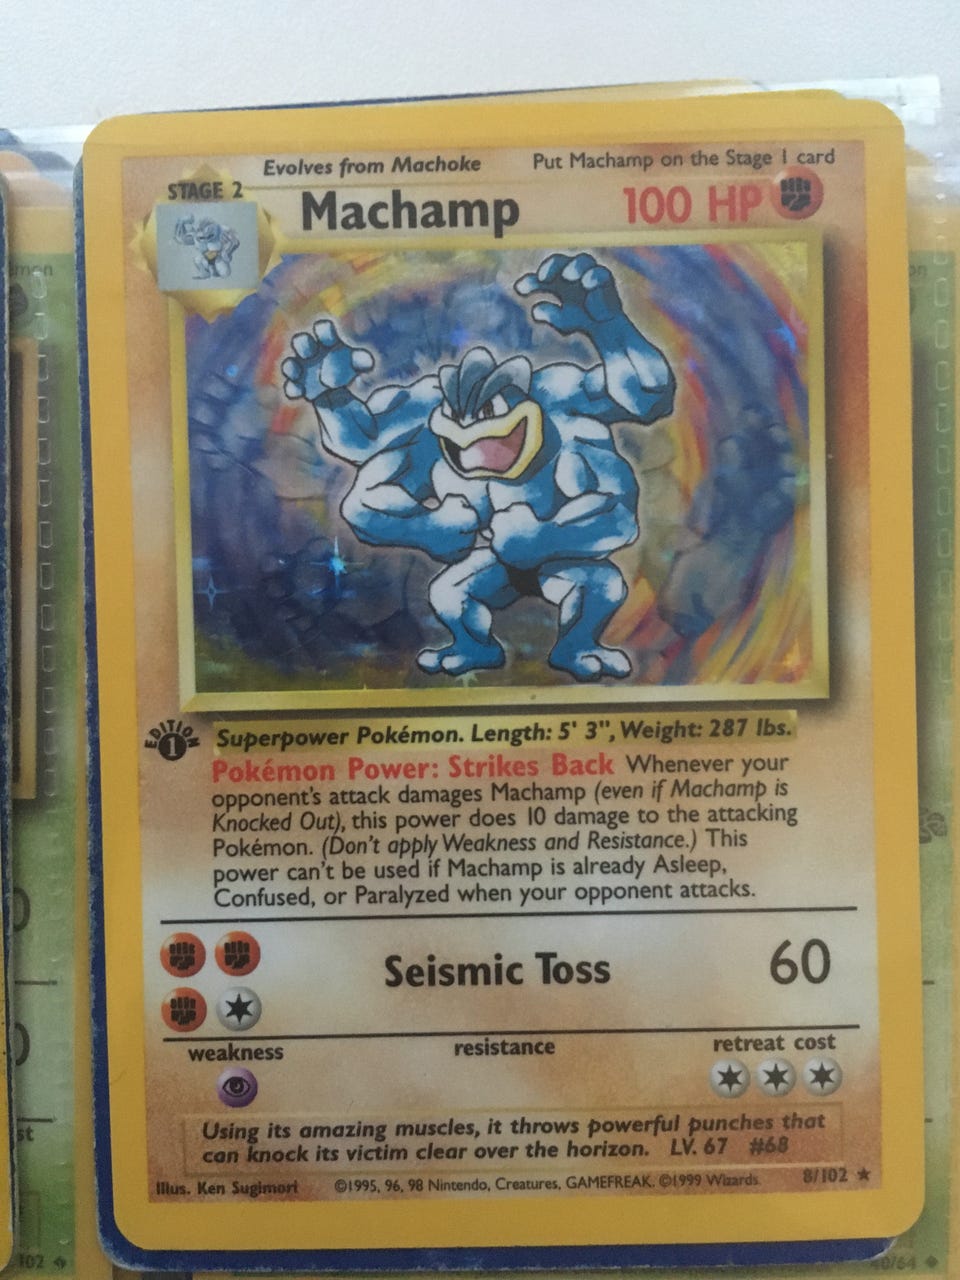 Evolves from Machoke
Put Machamp on the Stage 1 card
STAGE 2
Machamp
100 HP
EDITION
1
Superpower Pokémon. Length: 5' 3", Weight: 287 lbs.
Pokémon Power: Strikes Back Whenever your
opponent's attack damages Machamp (even if Machamp is
Knocked Out), this power does 10 damage to the attacking
Pokémon. (Don't apply Weakness and Resistance.) This
power can't be used if Machamp is already Asleep,
Confused, or Paralyzed when your opponent attacks.
Seismic Toss
60
weakness
resistance
retreat cost
Using its amazing muscles, it throws powerful punches that
can knock its victim clear over the horizon. LV. 67 #68
Illus. Ken Sugimori
©1995, 96, 98 Nintendo, Creatures, GAMEFREAK. ©1999 Wizards.
8/102
102
40/64